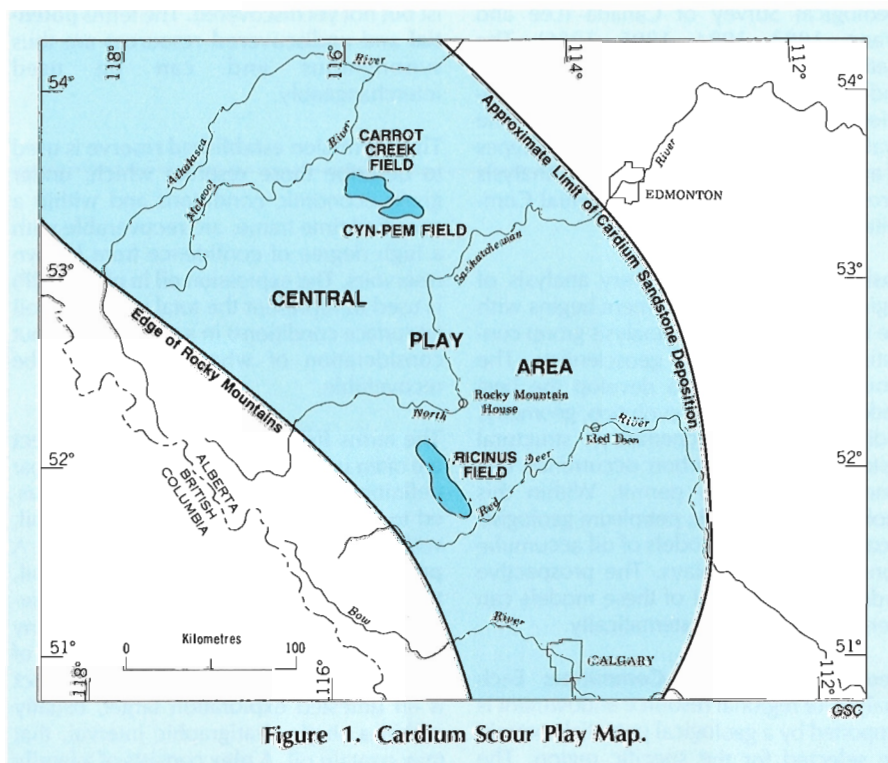 118°
116°
114°
112°
54°
54°
River
Athabasca
McLeod
River
CARROT
CREEK
FIELD
CYN-PEM FIELD
Approximate Limit of Cardium Sandstone Deposition
River
EDMONTON
Saskatchewan
53°
53°
CENTRAL
PLAY
AREA
Edge of Rocky Mountains
Rocky Mountain
House
North
River
Red Deer
52°
52°
RICINUS
FIELD
Deer
Red
ALBERTA
BRITISH
COLUMBIA
Bow
River
CALGARY
51°
51°
Kilometres
0 100
118°
116°
112°
GSC
Figure 1. Cardium Scour Play Map.